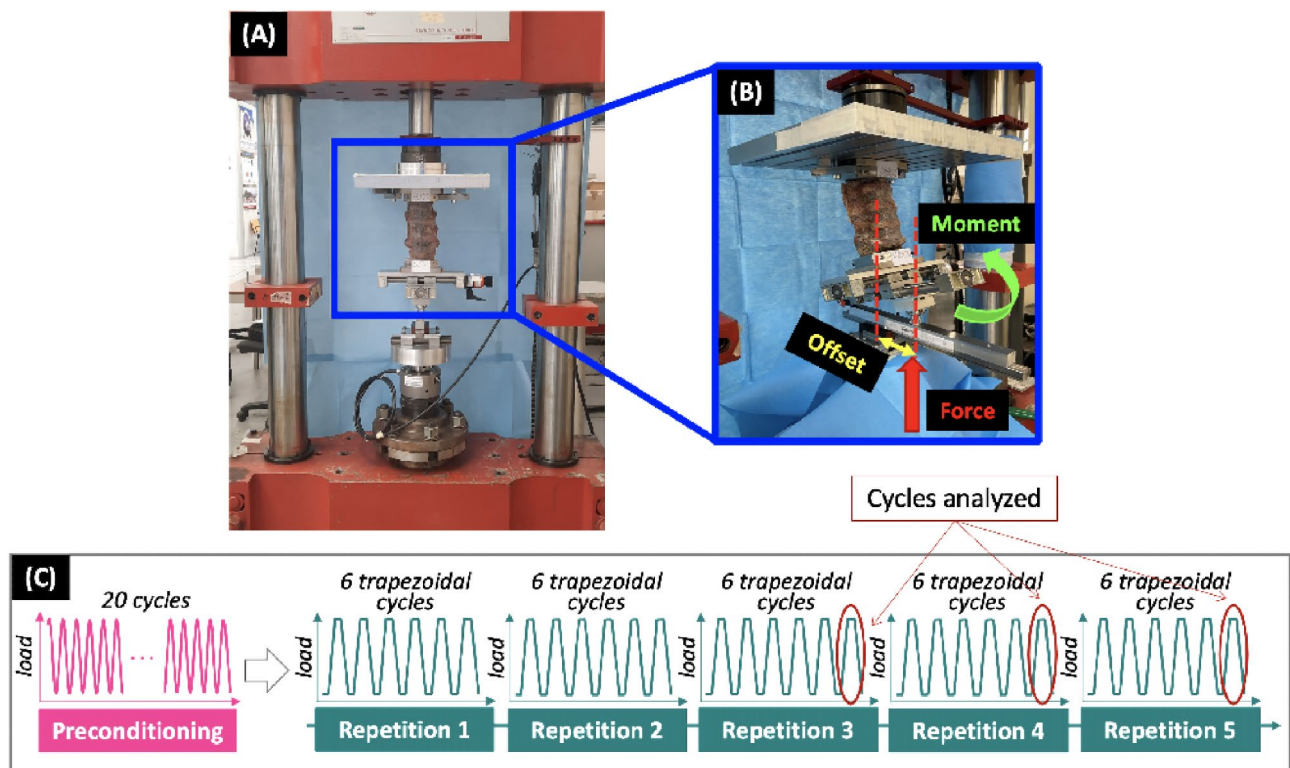 (A)
(B)
Moment
Offset
Force
Cycles analyzed
(C)
20 cycles
load
Preconditioning
6 trapezoidal
cycles
load
Repetition 1
6 trapezoidal
cycles
load
Repetition 2
6 trapezoidal
cycles
load
Repetition 3
6 trapezoidal
cycles
load
Repetition 4
6 trapezoidal
cycles
load
Repetition 5